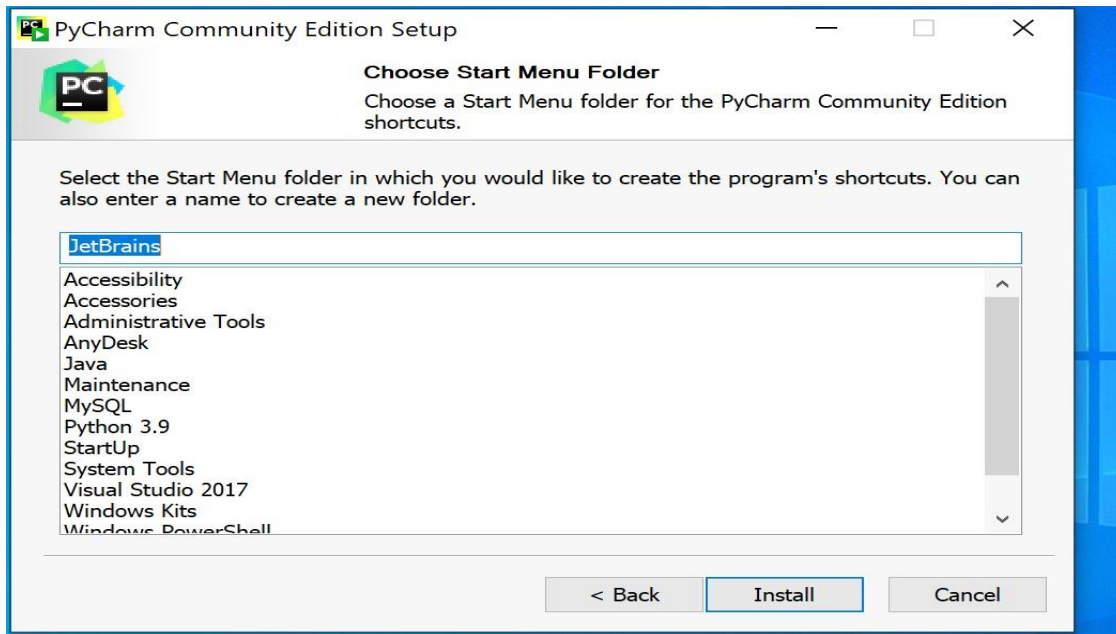 PyCharm Community Edition Setup
PC
Choose Start Menu Folder
Choose a Start Menu folder for the PyCharm Community Edition
shortcuts.
Select the Start Menu folder in which you would like to create the program's shortcuts. You can
also enter a name to create a new folder.
JetBrains
Accessibility
Accessories
Administrative Tools
AnyDesk
Java
Maintenance
MySQL
Python 3.9
StartUp
System Tools
Visual Studio 2017
Windows Kits
Windows PowerShell
< Back Install Cancel